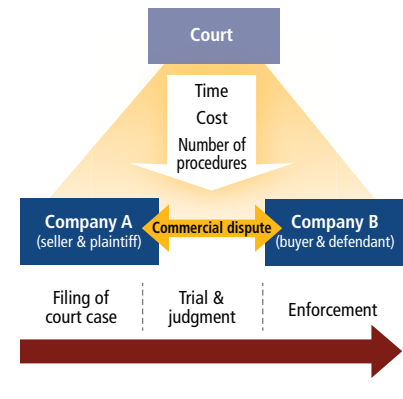 Court
Time
Cost
Number of
procedures
Company A
(seller & plaintiff)
Commercial dispute
Company B
(buyer & defendant)
Filing of
court case
Trial &
judgment
Enforcement